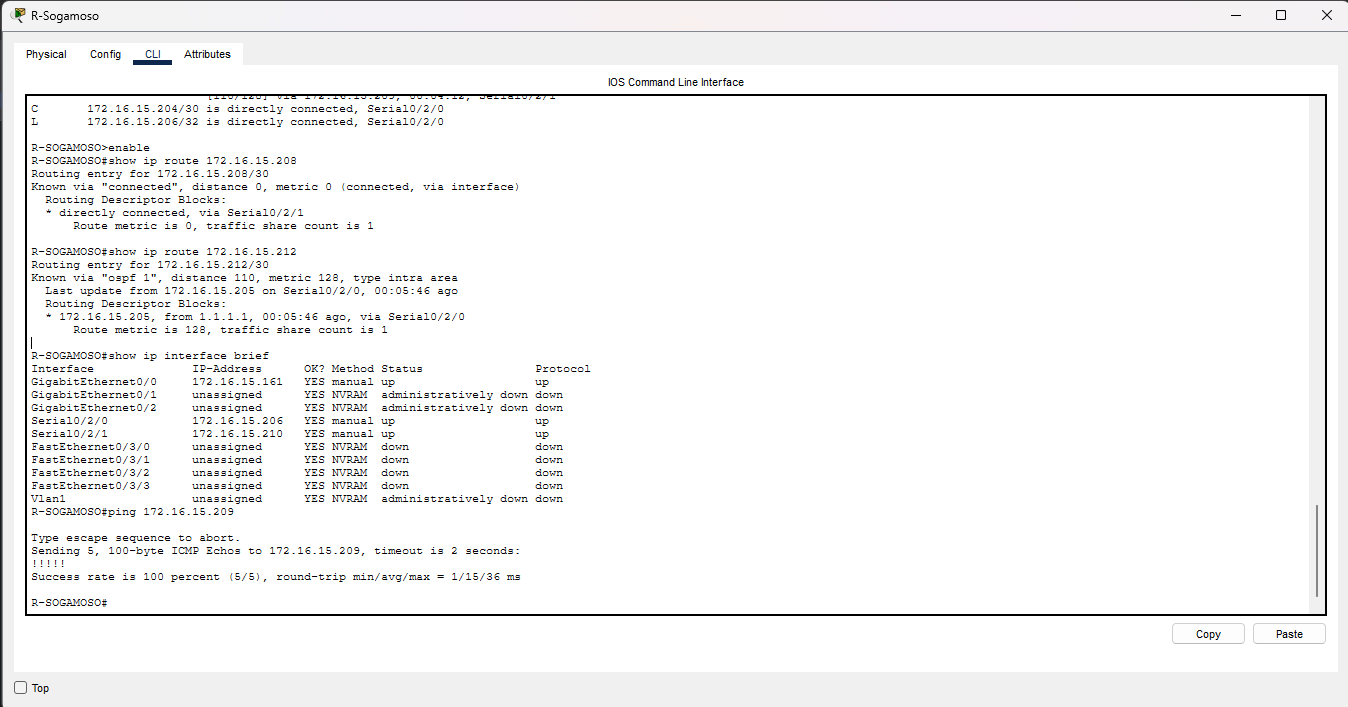 R-Sogamoso
Physical Config CLI Attributes
IOS Command Line Interface
[110/128] via 172.16.15.209, 00:04:12, Serial0/2/1
C       172.16.15.204/30 is directly connected, Serial0/2/0
L       172.16.15.206/32 is directly connected, Serial0/2/0
R-SOGAMOSO>enable
R-SOGAMOSO#show ip route 172.16.15.208
Routing entry for 172.16.15.208/30
Known via "connected", distance 0, metric 0 (connected, via interface)
  Routing Descriptor Blocks:
  * directly connected, via Serial0/2/1
      Route metric is 0, traffic share count is 1
R-SOGAMOSO#show ip route 172.16.15.212
Routing entry for 172.16.15.212/30
Known via "ospf 1", distance 110, metric 128, type intra area
  Last update from 172.16.15.205 on Serial0/2/0, 00:05:46 ago
  Routing Descriptor Blocks:
  * 172.16.15.205, from 1.1.1.1, 00:05:46 ago, via Serial0/2/0
      Route metric is 128, traffic share count is 1
R-SOGAMOSO#show ip interface brief
Interface              IP-Address      OK? Method Status                Protocol
GigabitEthernet0/0     172.16.15.161   YES manual up                    up
GigabitEthernet0/1     unassigned      YES NVRAM  administratively down down
GigabitEthernet0/2     unassigned      YES NVRAM  administratively down down
Serial0/2/0            172.16.15.206   YES manual up                    up
Serial0/2/1            172.16.15.210   YES manual up                    up
FastEthernet0/3/0      unassigned      YES NVRAM  down                  down
FastEthernet0/3/1      unassigned      YES NVRAM  down                  down
FastEthernet0/3/2      unassigned      YES NVRAM  down                  down
FastEthernet0/3/3      unassigned      YES NVRAM  down                  down
Vlan1                  unassigned      YES NVRAM  administratively down down
R-SOGAMOSO#ping 172.16.15.209
Type escape sequence to abort.
Sending 5, 100-byte ICMP Echos to 172.16.15.209, timeout is 2 seconds:
!!!!!
Success rate is 100 percent (5/5), round-trip min/avg/max = 1/15/36 ms
R-SOGAMOSO#
Copy Paste
Top